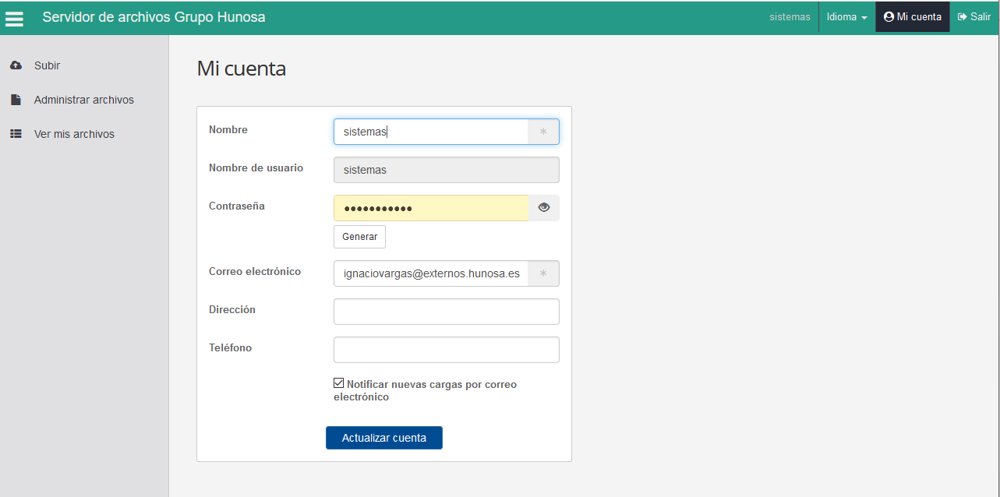 Servidor de archivos Grupo Hunosa
sistemas
Idioma
Mi cuenta
Salir
Subir
Administrar archivos
Ver mis archivos
Mi cuenta
Nombre
sistemas
Nombre de usuario
sistemas
Contraseña
•••••••••••
Generar
Correo electrónico
ignaciovargas@externos.hunosa.es
Dirección
Teléfono
Notificar nuevas cargas por correo
electrónico
Actualizar cuenta